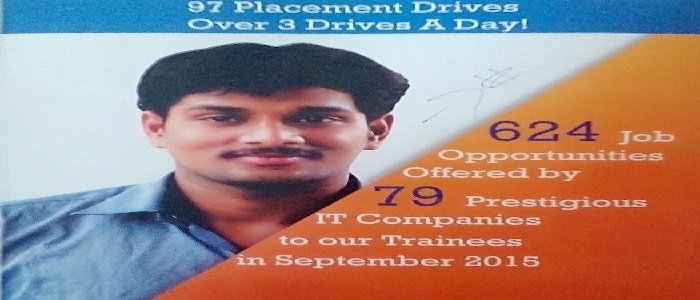 97 Placement Drives
Over 3 Drives A Day!
624 Job
Opportunities
Offered by
79 Prestigious
IT Companies
to our Trainees
in September 2015